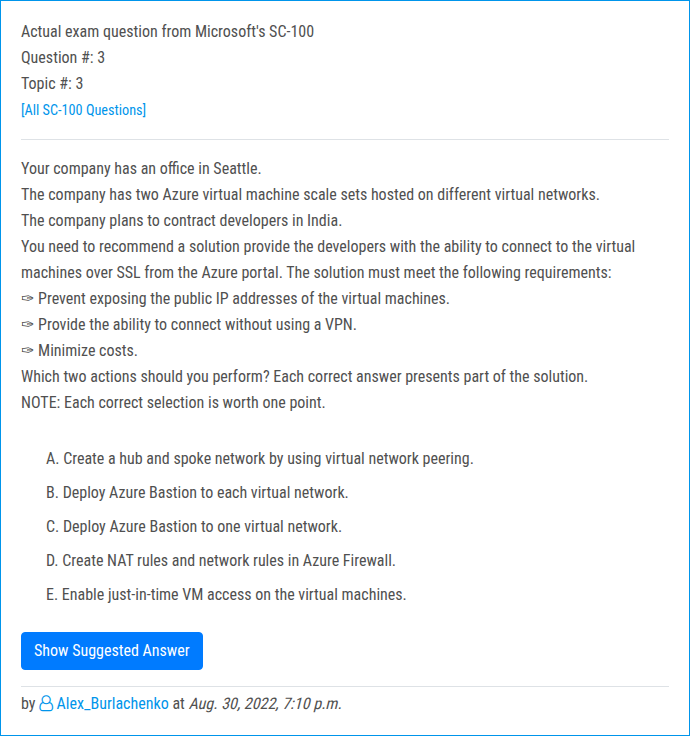 Actual exam question from Microsoft's SC-100
Question #: 3
Topic #: 3
[All SC-100 Questions]
Your company has an office in Seattle.
The company has two Azure virtual machine scale sets hosted on different virtual networks.
The company plans to contract developers in India.
You need to recommend a solution provide the developers with the ability to connect to the virtual
machines over SSL from the Azure portal. The solution must meet the following requirements:
✑ Prevent exposing the public IP addresses of the virtual machines.
✑ Provide the ability to connect without using a VPN.
✑ Minimize costs.
Which two actions should you perform? Each correct answer presents part of the solution.
NOTE: Each correct selection is worth one point.
A. Create a hub and spoke network by using virtual network peering.
B. Deploy Azure Bastion to each virtual network.
C. Deploy Azure Bastion to one virtual network.
D. Create NAT rules and network rules in Azure Firewall.
E. Enable just-in-time VM access on the virtual machines.
Show Suggested Answer
by Alex_Burlachenko at Aug. 30, 2022, 7:10 p.m.